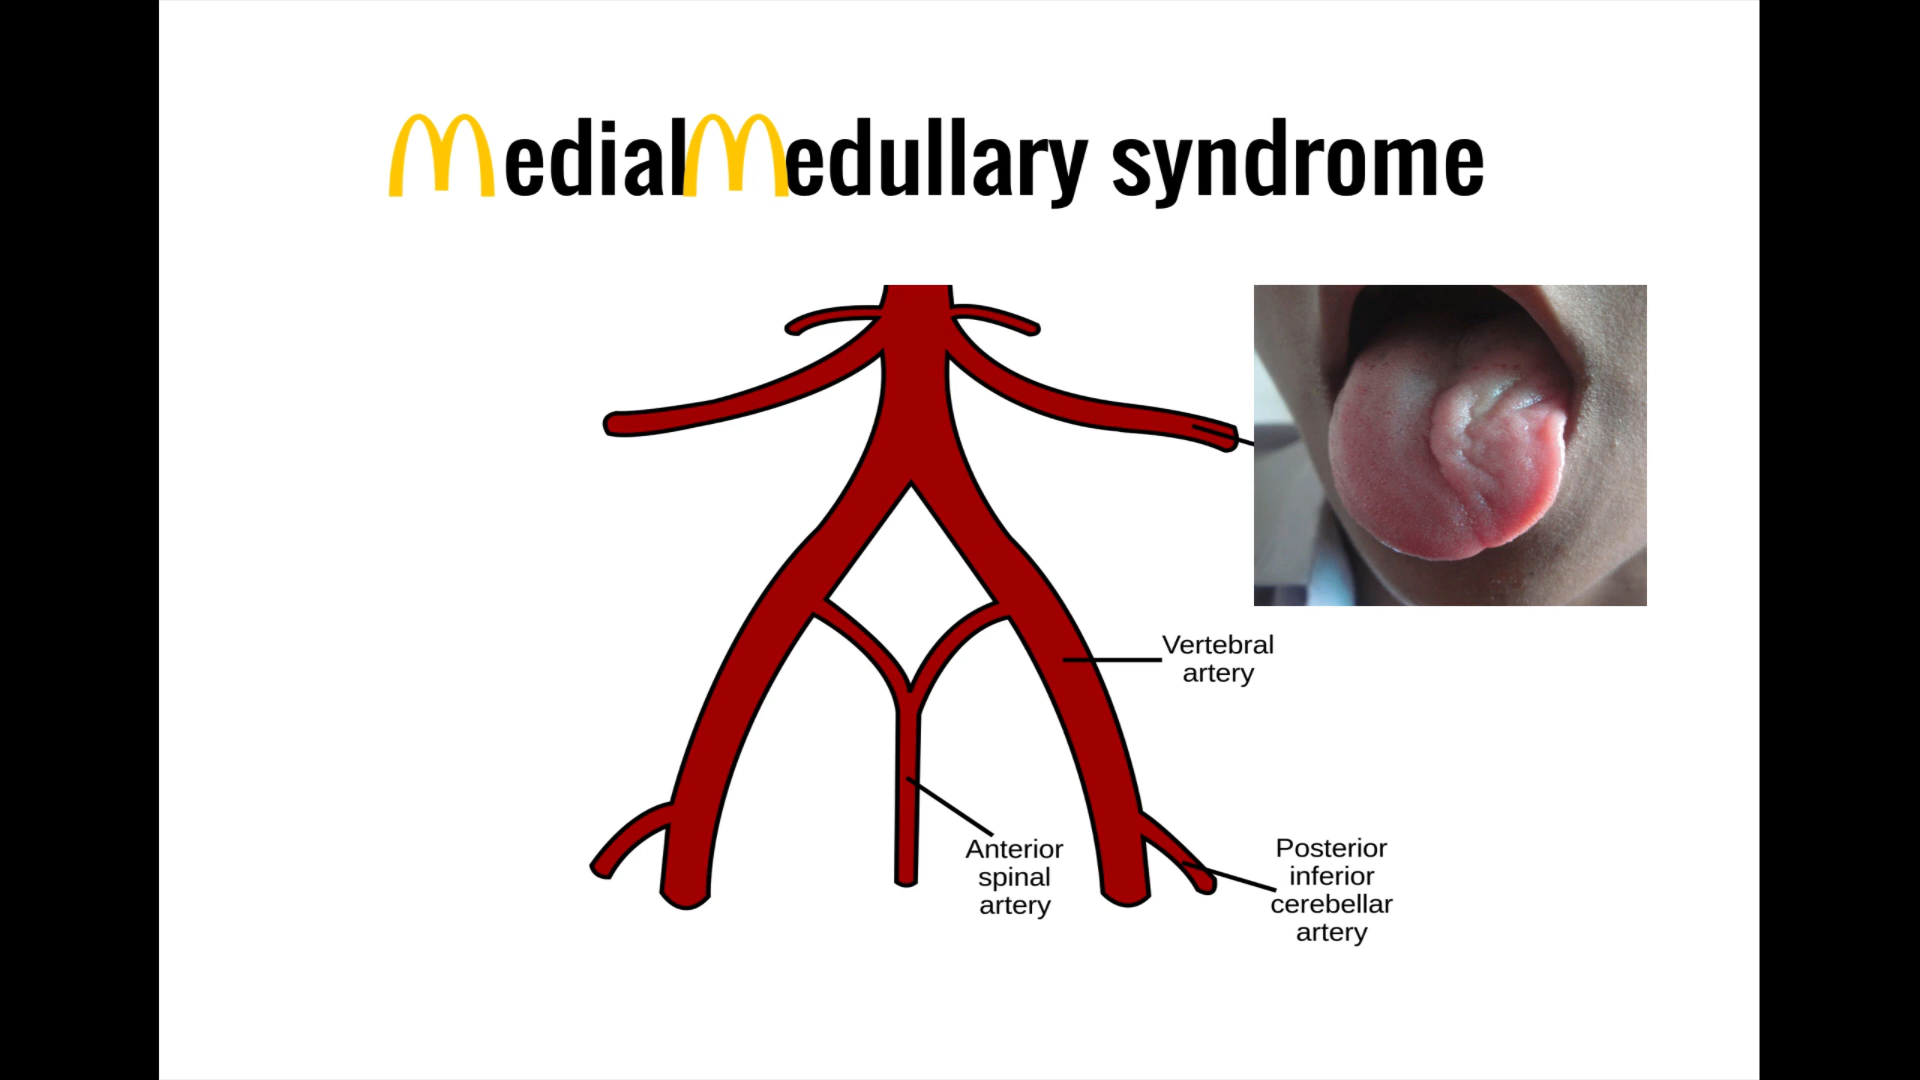 Medial Medullary syndrome
Vertebral
artery
Anterior
spinal
artery
Posterior
inferior
cerebellar
artery